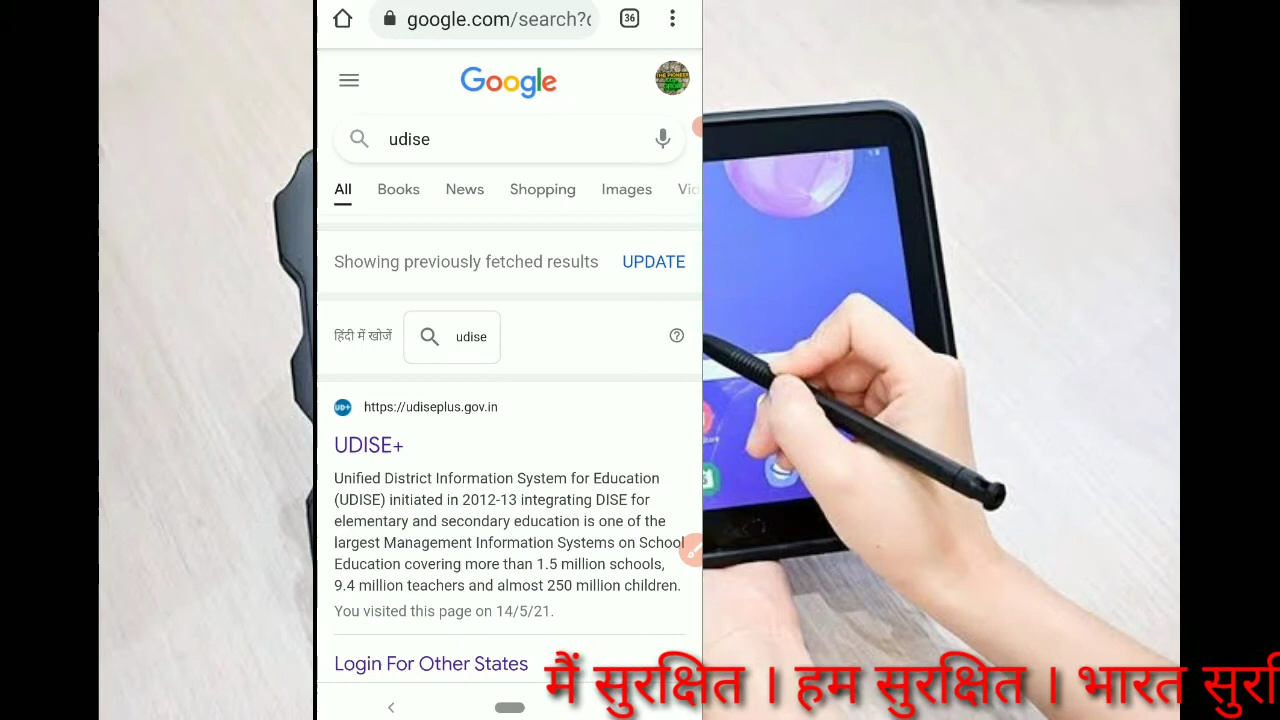 google.com/search?
36
Google
udise
All Books News Shopping Images
Showing previously fetched results UPDATE
हिंदी में खोजें udise
UD+ https://udiseplus.gov.in
UDISE+
Unified District Information System for Education
(UDISE) initiated in 2012-13 integrating DISE for
elementary and secondary education is one of the
largest Management Information Systems on School
Education covering more than 1.5 million schools,
9.4 million teachers and almost 250 million children.
You visited this page on 14/5/21.
Login For Other States
मैं सुरक्षित । हम सुरक्षित । भारत